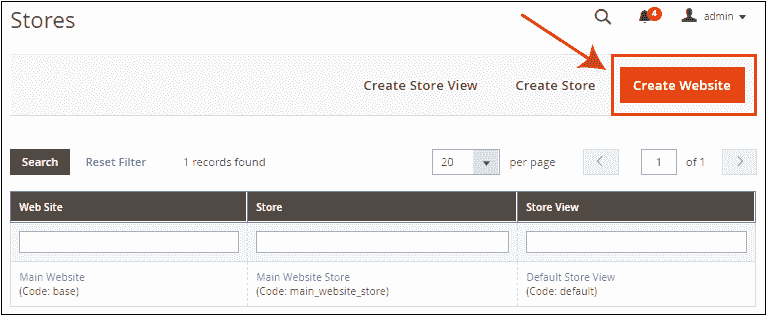 Stores
4
admin
Create Store View
Create Store
Create Website
Search
Reset Filter
1 records found
20
per page
1
of 1
Web Site
Store
Store View
Main Website
(Code: base)
Main Website Store
(Code: main_website_store)
Default Store View
(Code: default)